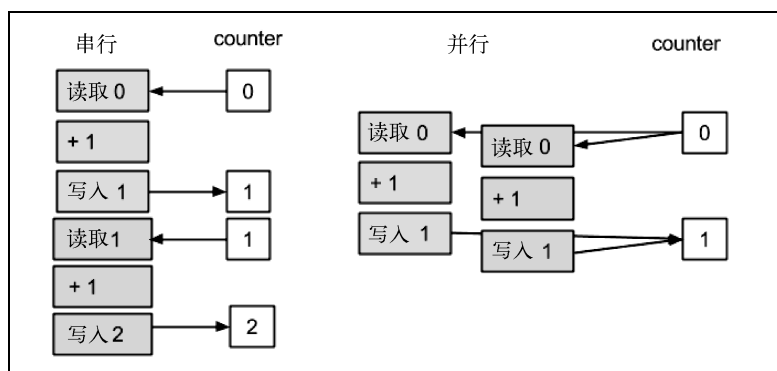 串行 counter
读取 0 0
+ 1
写入 1 1
读取1 1
+ 1
写入2 2
并行 counter
读取 0 读取 0 0
+ 1 + 1
写入 1 写入 1 1